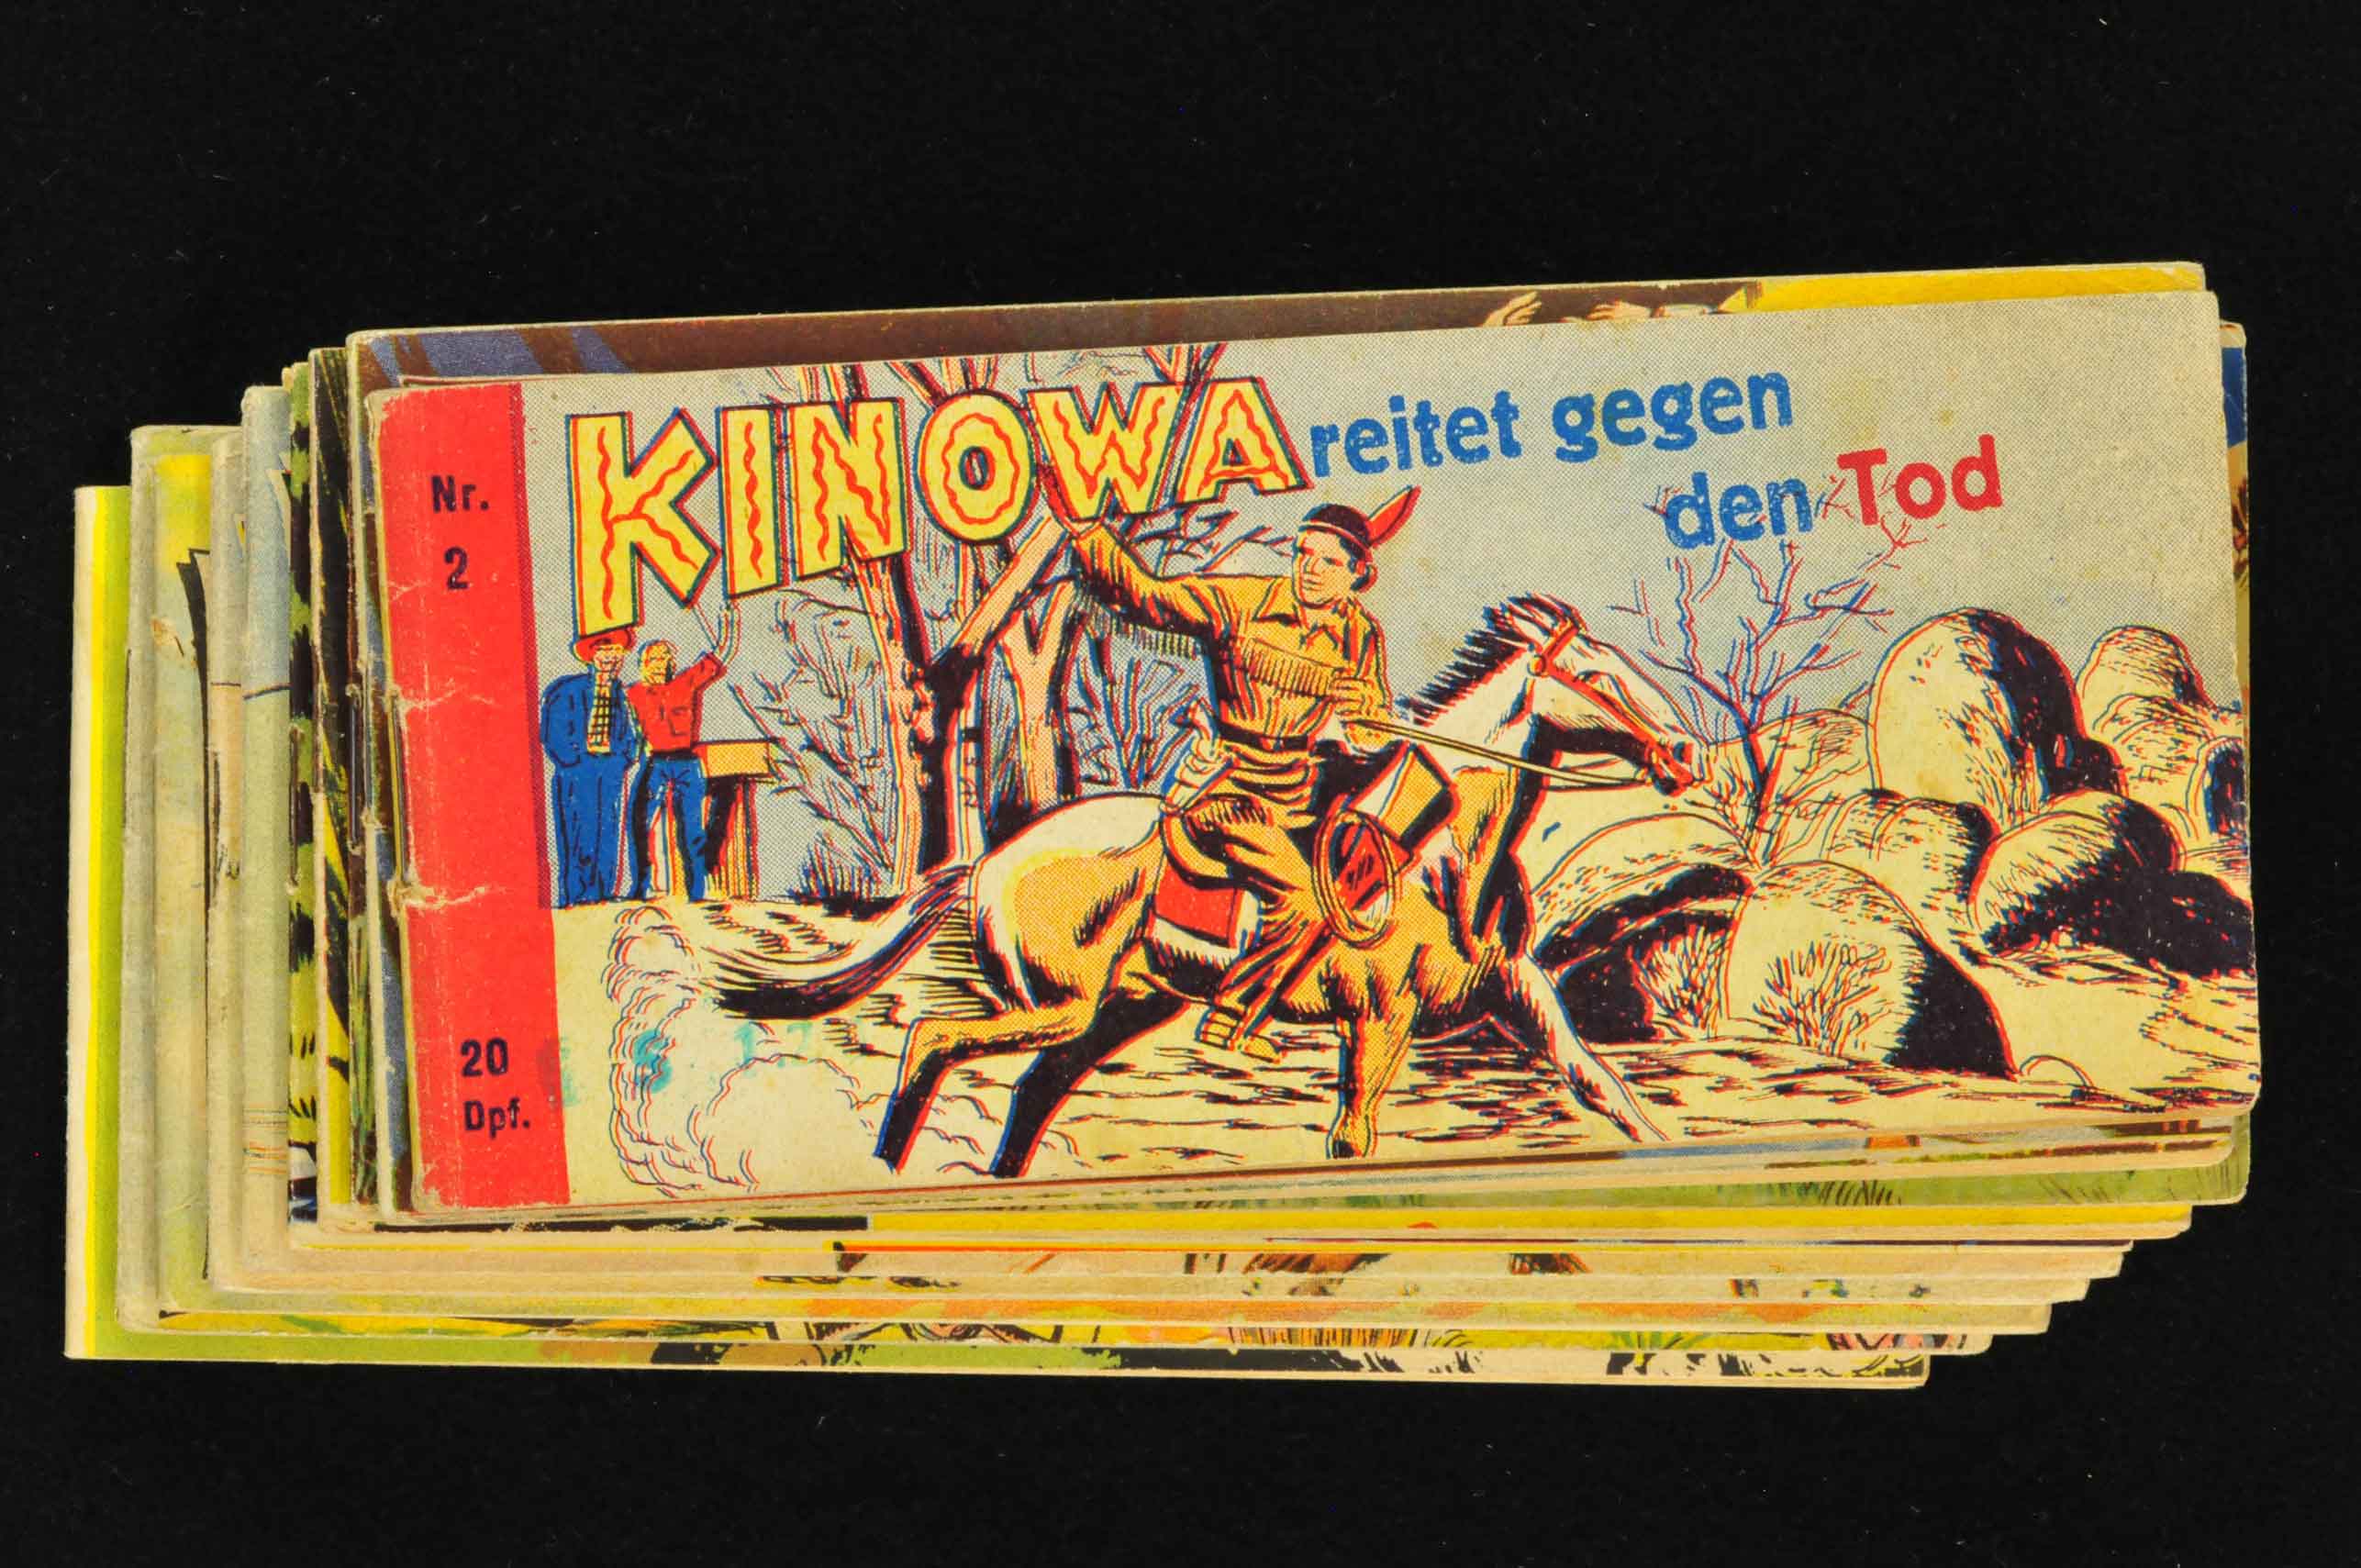 KINOWA reitet gegen
den Tod
Nr.
2
20
Dpf.